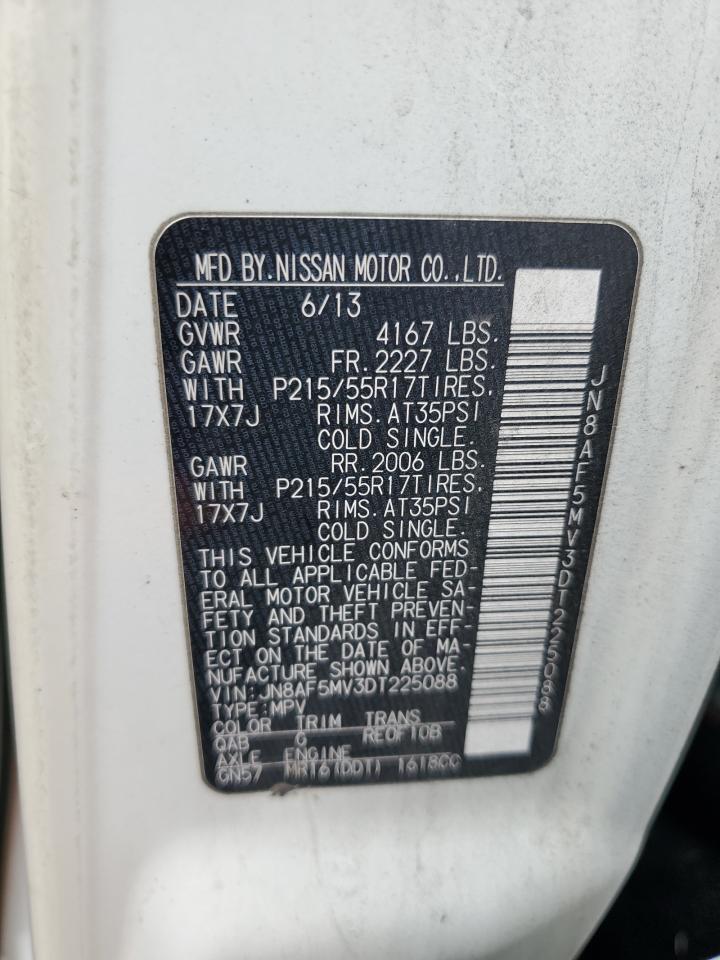 MFD BY.NISSAN MOTOR CO.,LTD.
DATE 6/13
GVWR 4167 LBS.
GAWR FR.2227 LBS.
WITH P215/55R17TIRES,
17X7J RIMS.AT35PSI
COLD SINGLE.
GAWR RR.2006 LBS.
WITH P215/55R17TIRES,
17X7J RIMS.AT35PSI
COLD SINGLE.
THIS VEHICLE CONFORMS
TO ALL APPLICABLE FED-
ERAL MOTOR VEHICLE SA-
FETY AND THEFT PREVEN-
TION STANDARDS IN EFF-
ECT ON THE DATE OF MA-
NUFACTURE SHOWN ABOVE.
VIN:JN8AF5MV3DT225088
TYPE:MPV
COLOR TRIM TRANS
QAB G RE0F10B
AXLE ENGINE
GN57 MR16(DDT) 1618CC
JN8AF5MV3DT225088